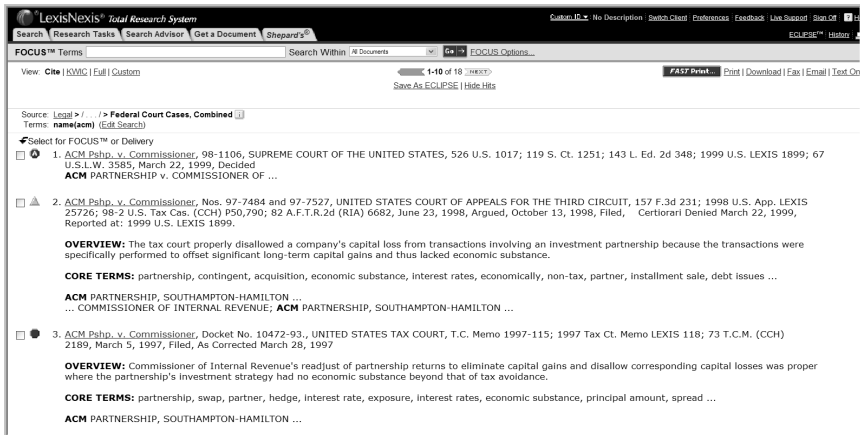 LexisNexis® Total Research System
Custom ID ▼: No Description | Switch Client | Preferences | Feedback | Live Support | Sign Off | ?
Search Research Tasks Search Advisor Get a Document Shepard's®
ECLIPSE™ | History |
FOCUS™ Terms Search Within All Documents Go → FOCUS Options...
View: Cite | KWIC | Full | Custom
1-10 of 18 NEXT
FAST Print... Print | Download | Fax | Email | Text On
Save As ECLIPSE | Hide Hits
Source: Legal > / . . . / > Federal Court Cases, Combined i
Terms: name(acm) (Edit Search)
Select for FOCUS™ or Delivery
A 1. ACM Pshp. v. Commissioner, 98-1106, SUPREME COURT OF THE UNITED STATES, 526 U.S. 1017; 119 S. Ct. 1251; 143 L. Ed. 2d 348; 1999 U.S. LEXIS 1899; 67
U.S.L.W. 3585, March 22, 1999, Decided
ACM PARTNERSHIP v. COMMISSIONER OF ...
2. ACM Pshp. v. Commissioner, Nos. 97-7484 and 97-7527, UNITED STATES COURT OF APPEALS FOR THE THIRD CIRCUIT, 157 F.3d 231; 1998 U.S. App. LEXIS
25726; 98-2 U.S. Tax Cas. (CCH) P50,790; 82 A.F.T.R.2d (RIA) 6682, June 23, 1998, Argued, October 13, 1998, Filed, Certiorari Denied March 22, 1999,
Reported at: 1999 U.S. LEXIS 1899.
OVERVIEW: The tax court properly disallowed a company's capital loss from transactions involving an investment partnership because the transactions were
specifically performed to offset significant long-term capital gains and thus lacked economic substance.
CORE TERMS: partnership, contingent, acquisition, economic substance, interest rates, economically, non-tax, partner, installment sale, debt issues ...
ACM PARTNERSHIP, SOUTHAMPTON-HAMILTON ...
... COMMISSIONER OF INTERNAL REVENUE; ACM PARTNERSHIP, SOUTHAMPTON-HAMILTON ...
3. ACM Pshp. v. Commissioner, Docket No. 10472-93., UNITED STATES TAX COURT, T.C. Memo 1997-115; 1997 Tax Ct. Memo LEXIS 118; 73 T.C.M. (CCH)
2189, March 5, 1997, Filed, As Corrected March 28, 1997
OVERVIEW: Commissioner of Internal Revenue's readjust of partnership returns to eliminate capital gains and disallow corresponding capital losses was proper
where the partnership's investment strategy had no economic substance beyond that of tax avoidance.
CORE TERMS: partnership, swap, partner, hedge, interest rate, exposure, interest rates, economic substance, principal amount, spread ...
ACM PARTNERSHIP, SOUTHAMPTON-HAMILTON ...